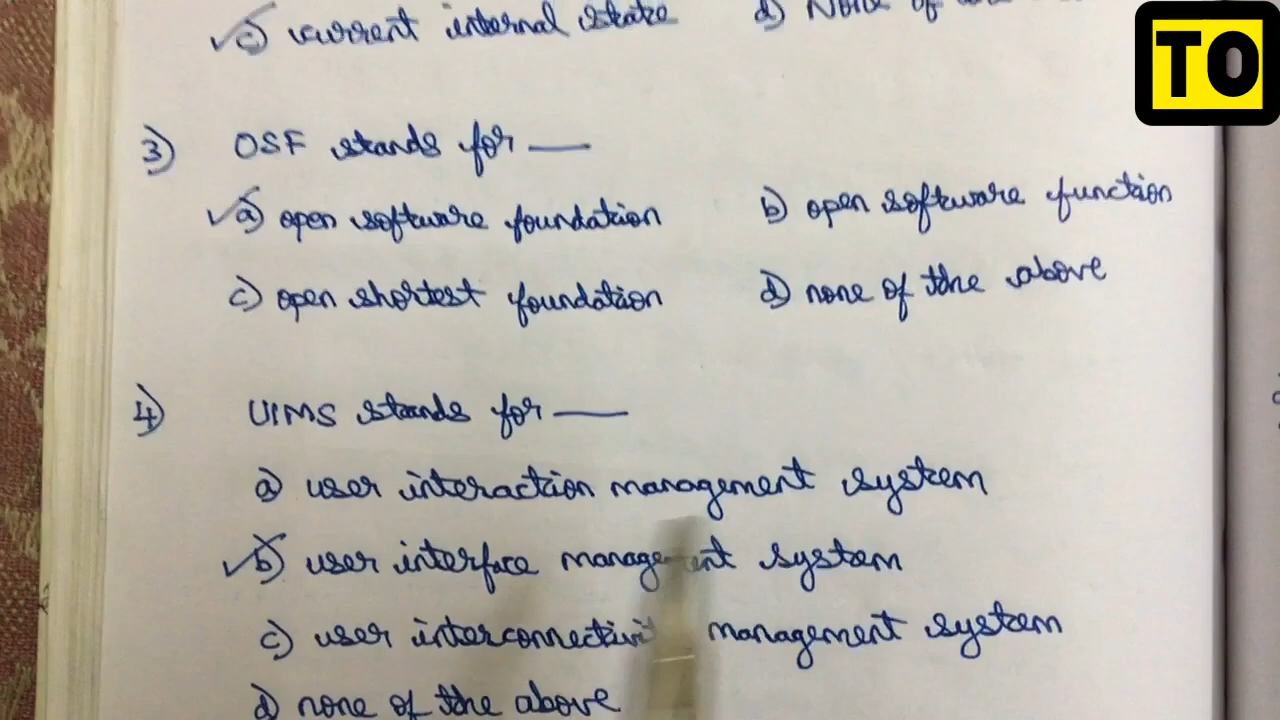 c) current internal state d) None of
TO
3) OSF stands for —
a) open software foundation b) open software function
c) open shortest foundation d) none of the above
4) UIMS stands for —
a) user interaction management system
b) user interface management system
c) user management system
d) none of the above